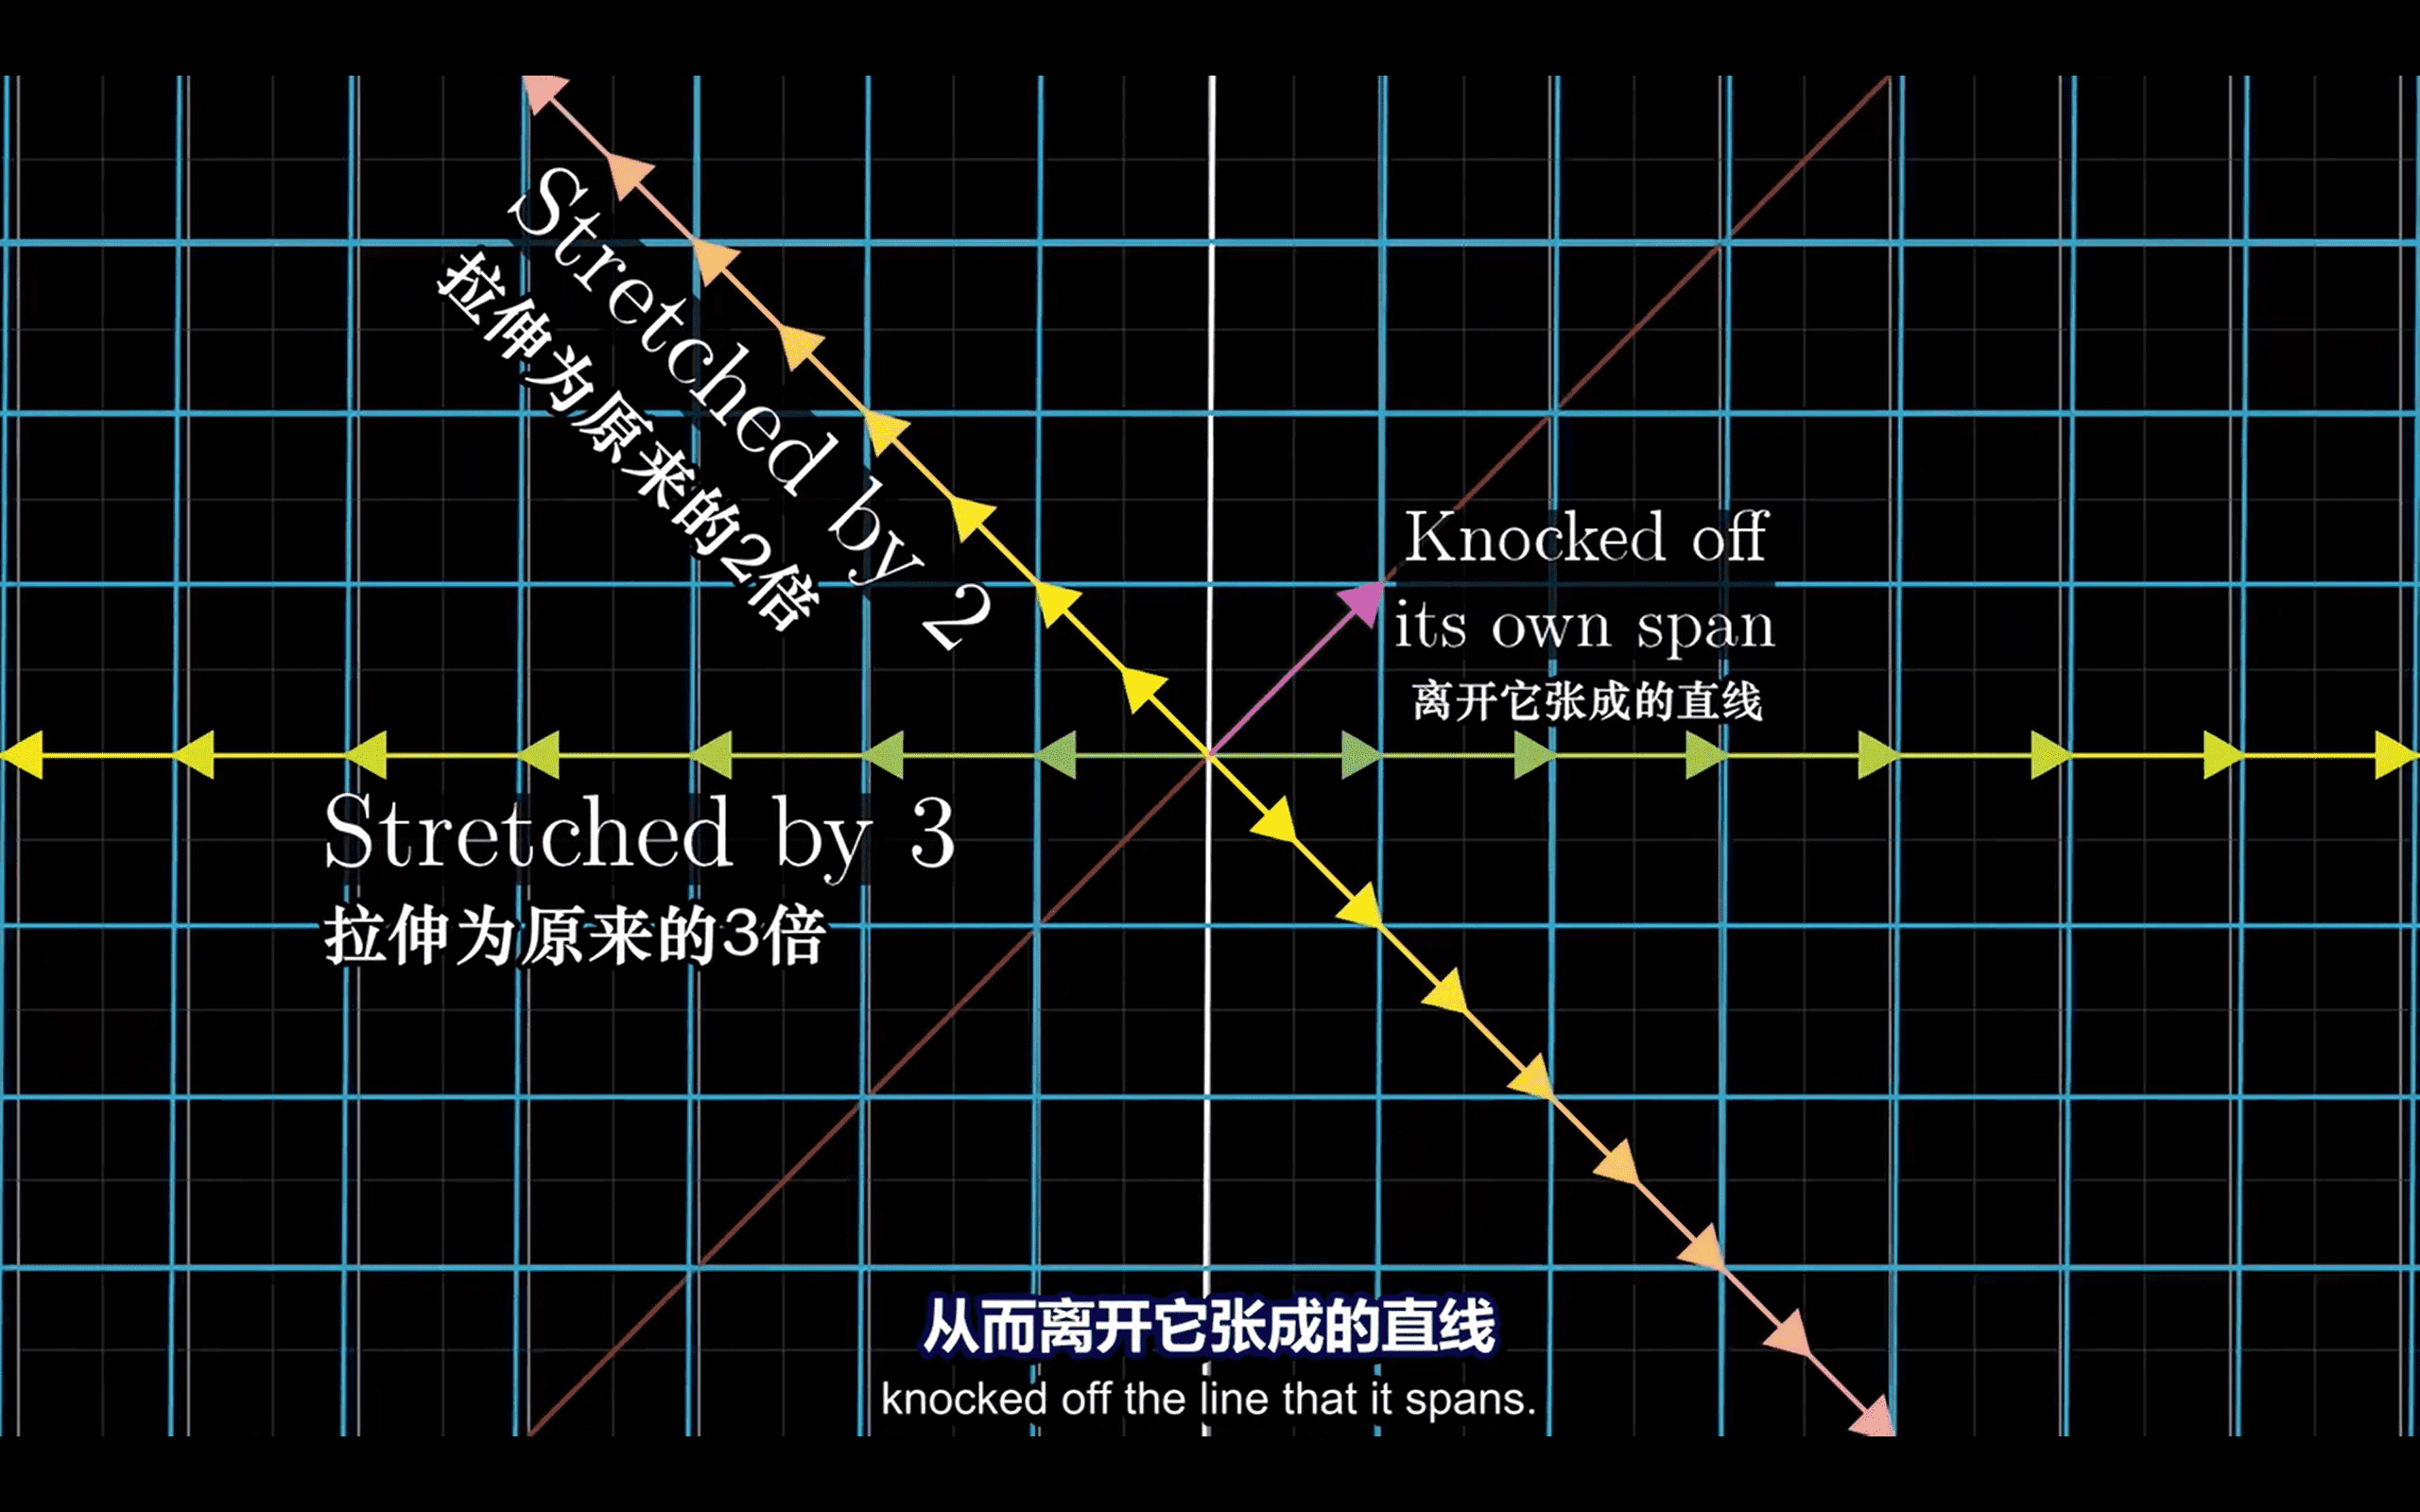 Stretched by 2
拉伸为原来的2倍
Knocked off
its own span
离开它张成的直线
Stretched by 3
拉伸为原来的3倍
从而离开它张成的直线
knocked off the line that it spans.